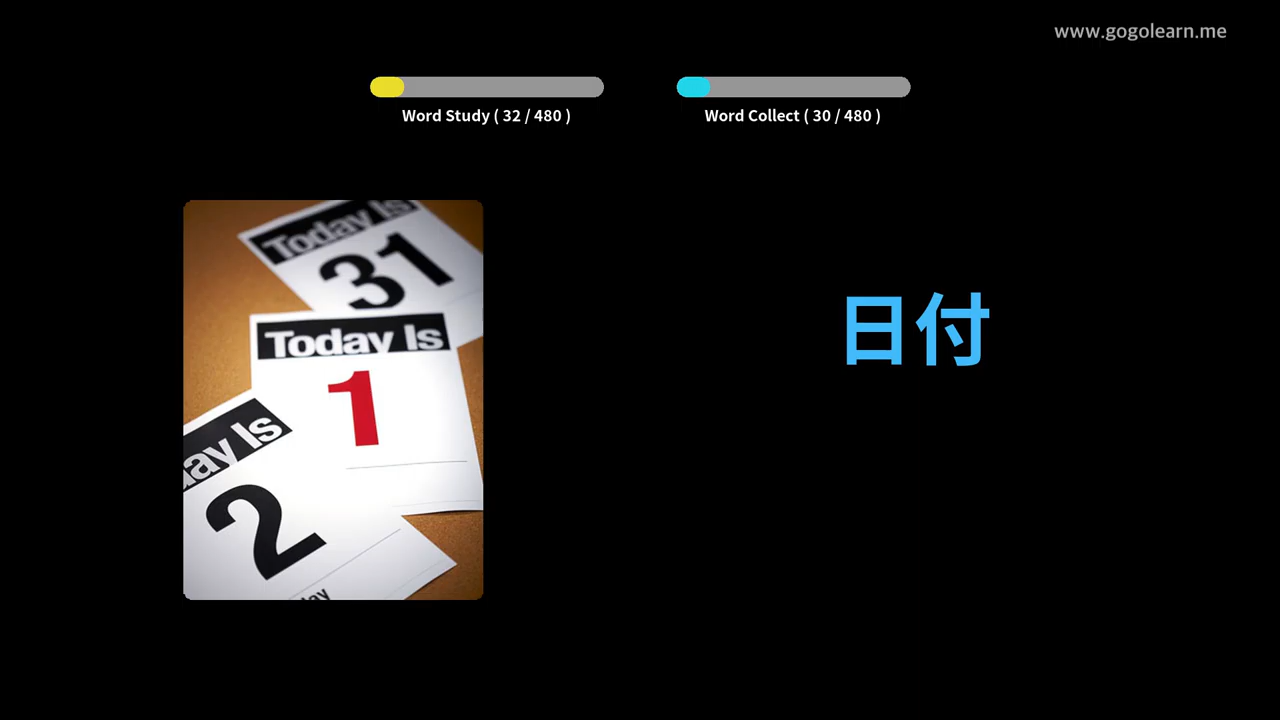 www.gogolearn.me
Word Study ( 32 / 480 )
Word Collect ( 30 / 480 )
Today Is
31
Today Is
1
ay Is
2
ay
日付